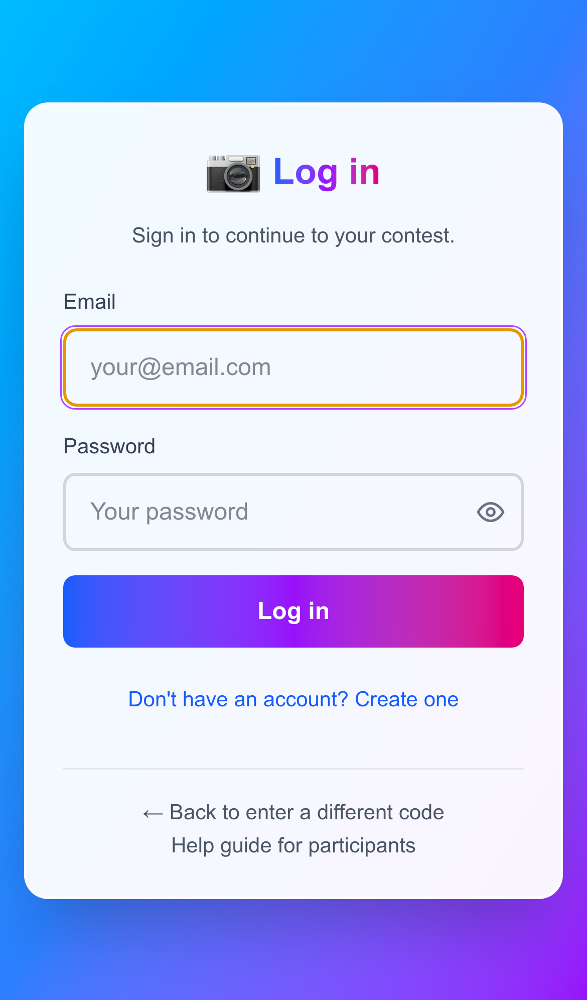 Log in
Sign in to continue to your contest.
Email
your@email.com
Password
Your password
Log in
Don't have an account? Create one
← Back to enter a different code
Help guide for participants